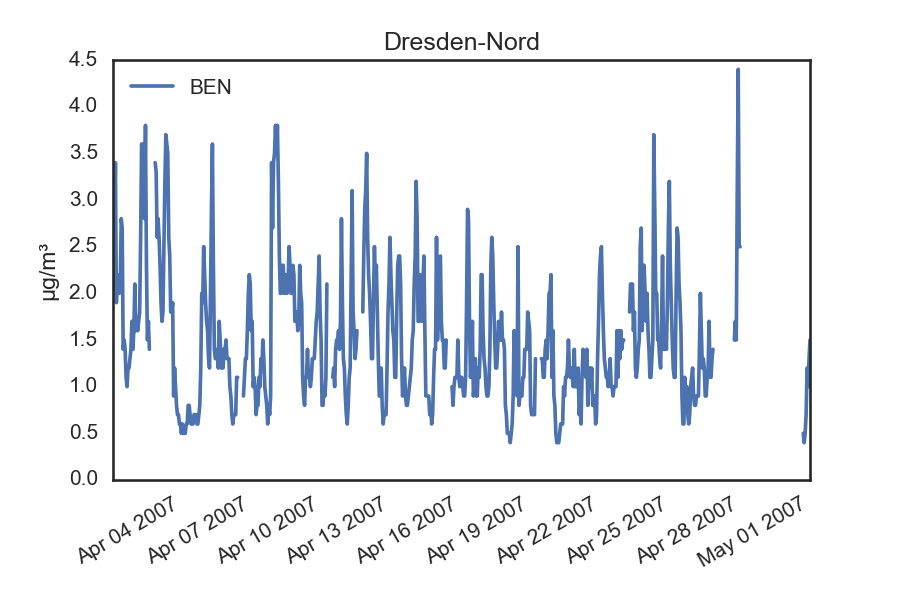 Dresden-Nord
BEN
µg/m³
4.5
4.0
3.5
3.0
2.5
2.0
1.5
1.0
0.5
0.0
Apr 04 2007
Apr 07 2007
Apr 10 2007
Apr 13 2007
Apr 16 2007
Apr 19 2007
Apr 22 2007
Apr 25 2007
Apr 28 2007
May 01 2007